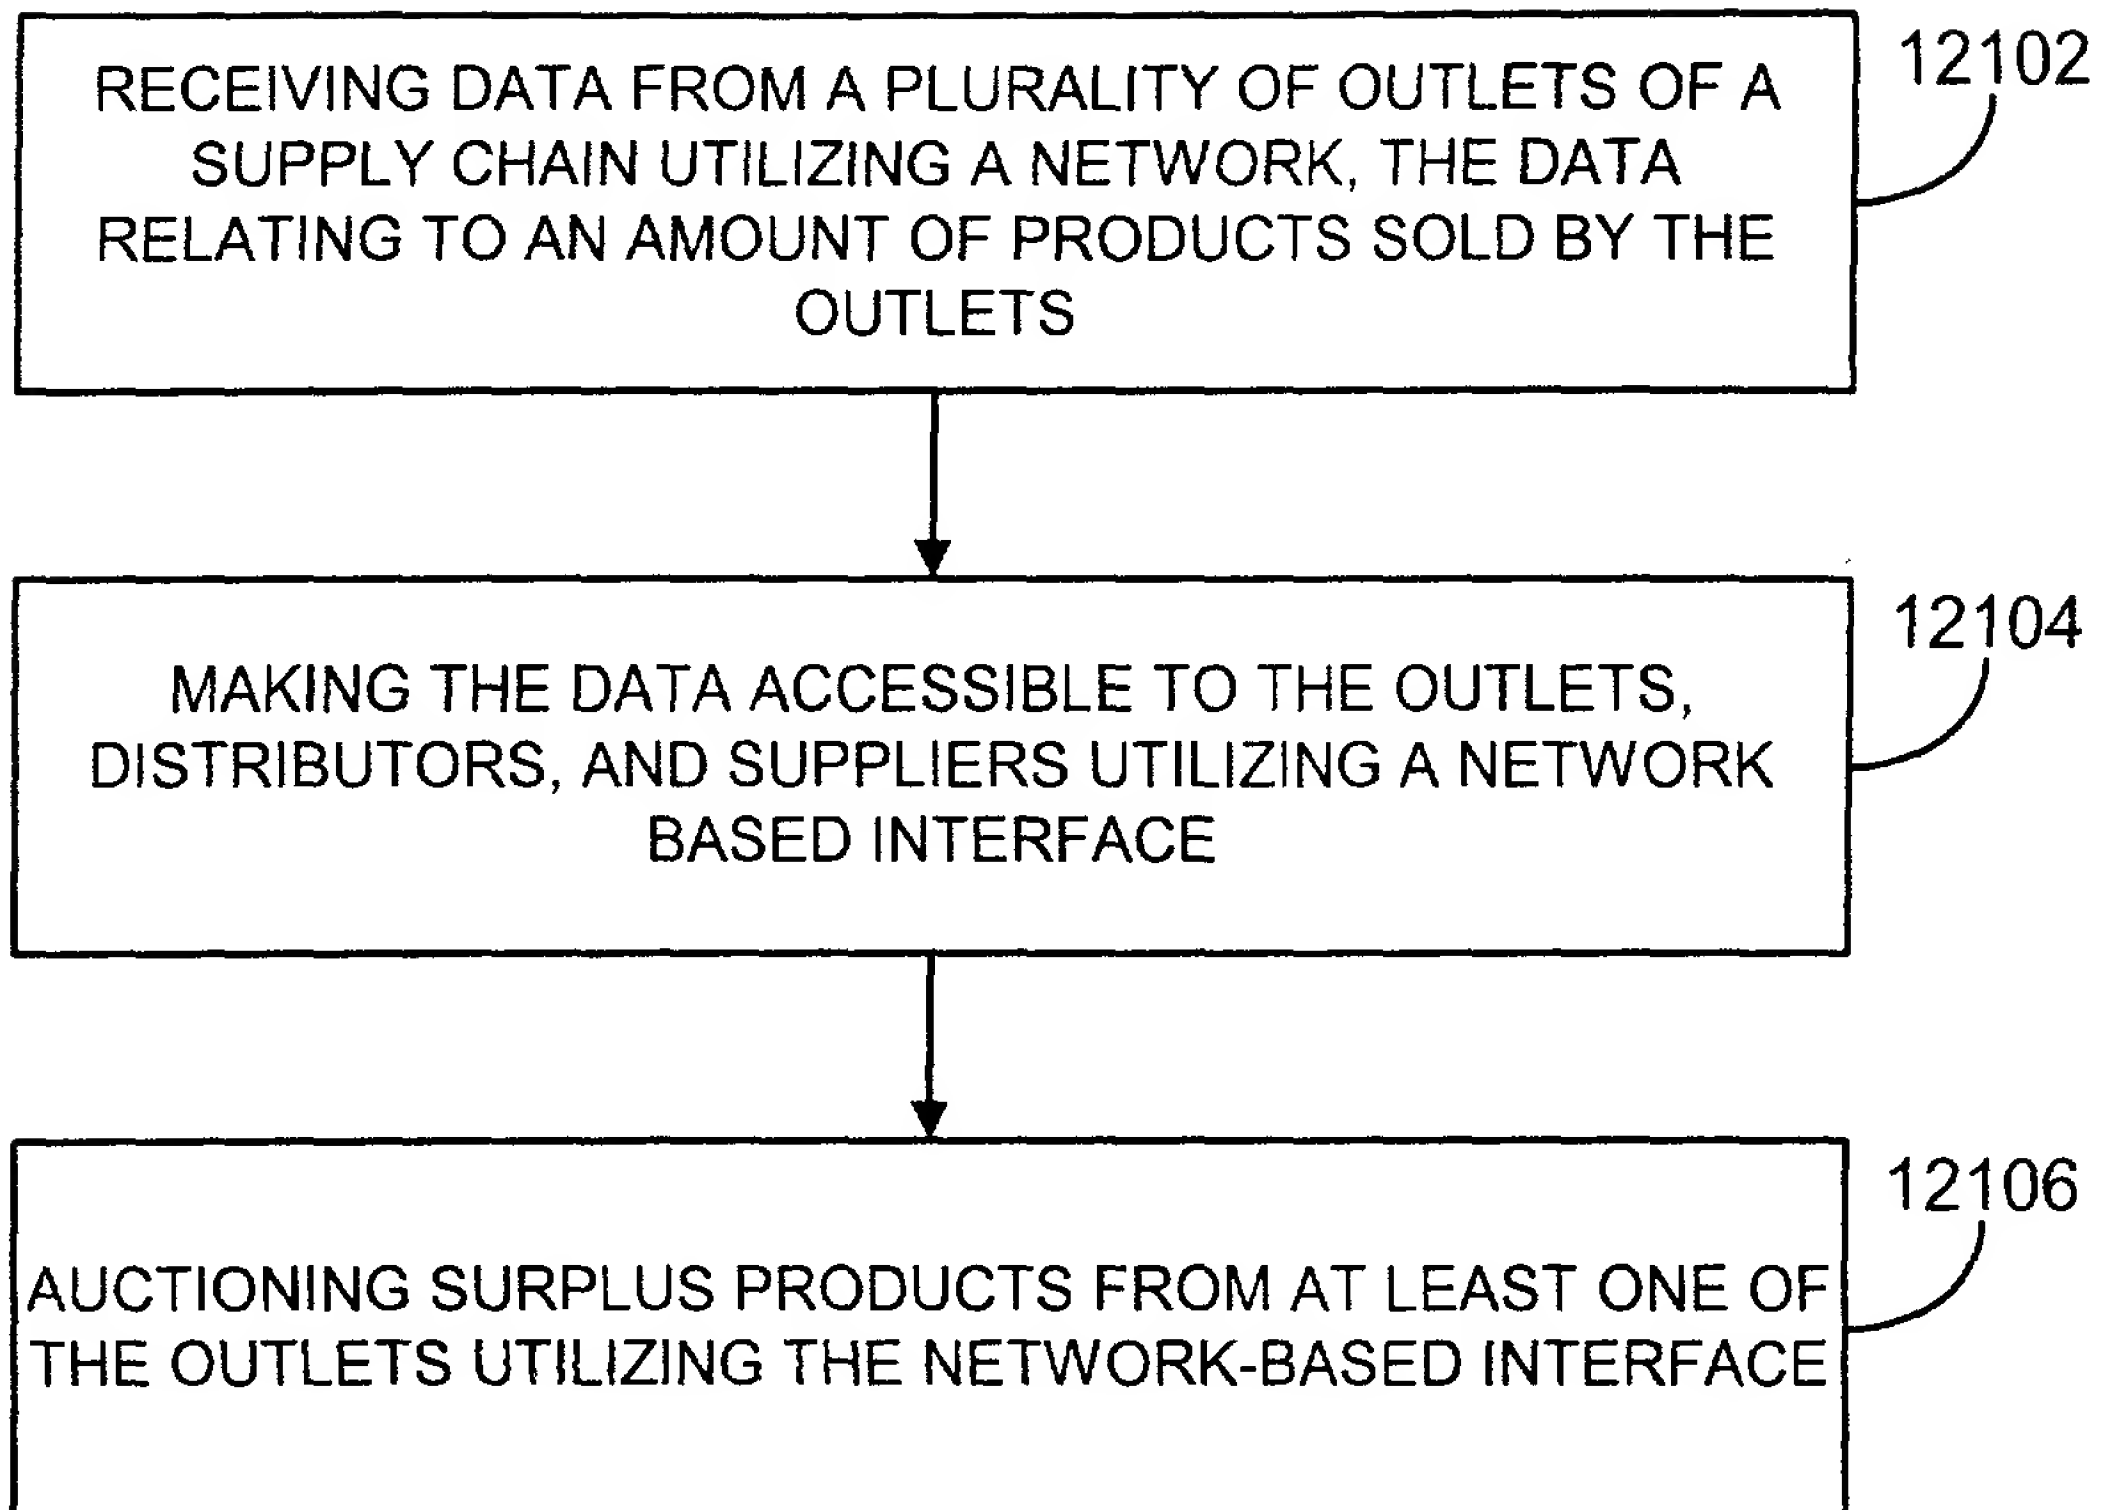 12102
RECEIVING DATA FROM A PLURALITY OF OUTLETS OF A
SUPPLY CHAIN UTILIZING A NETWORK, THE DATA
RELATING TO AN AMOUNT OF PRODUCTS SOLD BY THE
OUTLETS
12104
MAKING THE DATA ACCESSIBLE TO THE OUTLETS,
DISTRIBUTORS, AND SUPPLIERS UTILIZING A NETWORK
BASED INTERFACE
12106
AUCTIONING SURPLUS PRODUCTS FROM AT LEAST ONE OF
THE OUTLETS UTILIZING THE NETWORK-BASED INTERFACE